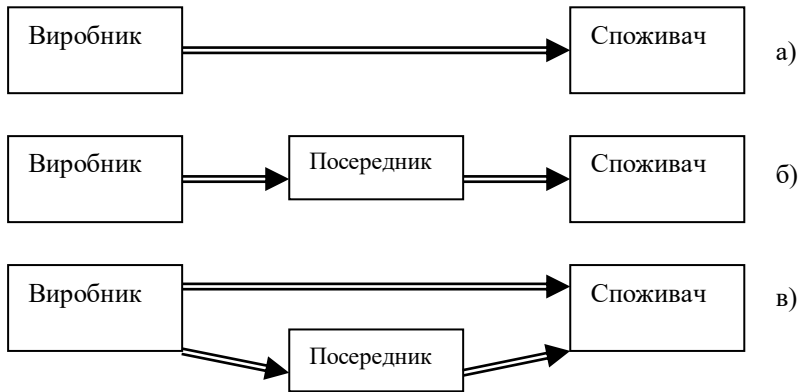 Виробник
Споживач
а)
Виробник
Посередник
Споживач
б)
Виробник
Споживач
в)
Посередник